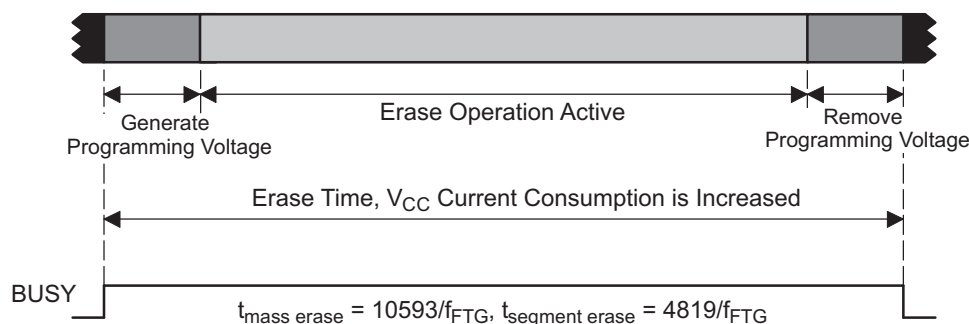 Generate
Programming Voltage
Erase Operation Active
Remove
Programming Voltage
Erase Time, VCC Current Consumption is Increased
BUSY
tmass erase = 10593/fFTG, tsegment erase = 4819/fFTG